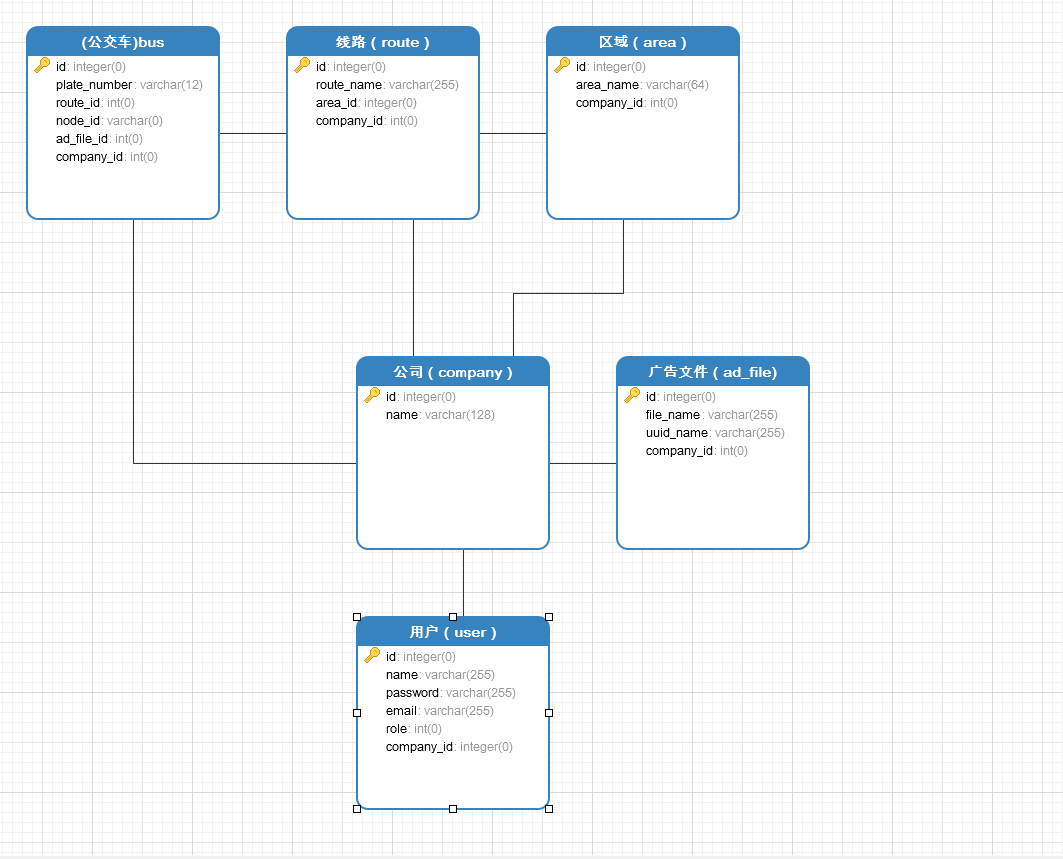 (公交车)bus
id: integer(0)
plate_number: varchar(12)
route_id: int(0)
node_id: varchar(0)
ad_file_id: int(0)
company_id: int(0)
线路 ( route )
id: integer(0)
route_name: varchar(255)
area_id: integer(0)
company_id: int(0)
区域 ( area )
id: integer(0)
area_name: varchar(64)
company_id: int(0)
公司 ( company )
id: integer(0)
name: varchar(128)
广告文件 ( ad_file)
id: integer(0)
file_name: varchar(255)
uuid_name: varchar(255)
company_id: int(0)
用户 ( user )
id: integer(0)
name: varchar(255)
password: varchar(255)
email: varchar(255)
role: int(0)
company_id: integer(0)